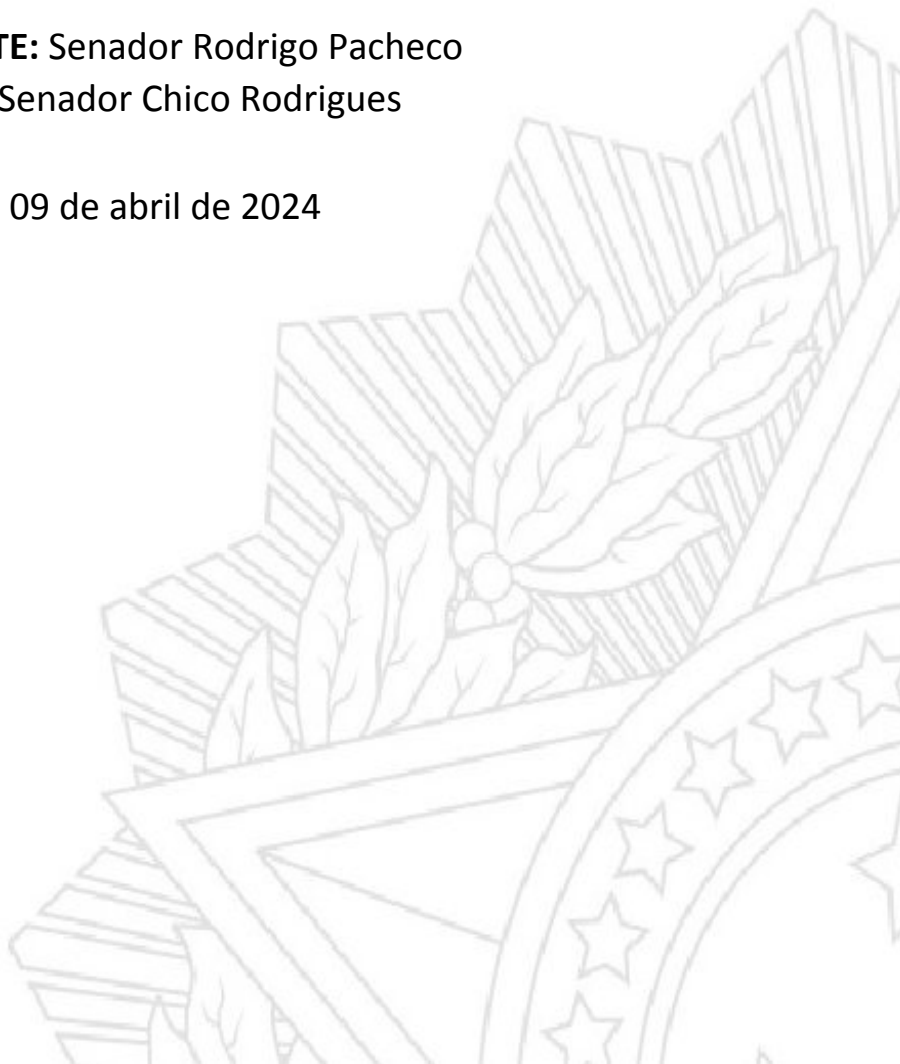 TE: Senador Rodrigo Pacheco
Senador Chico Rodrigues
09 de abril de 2024